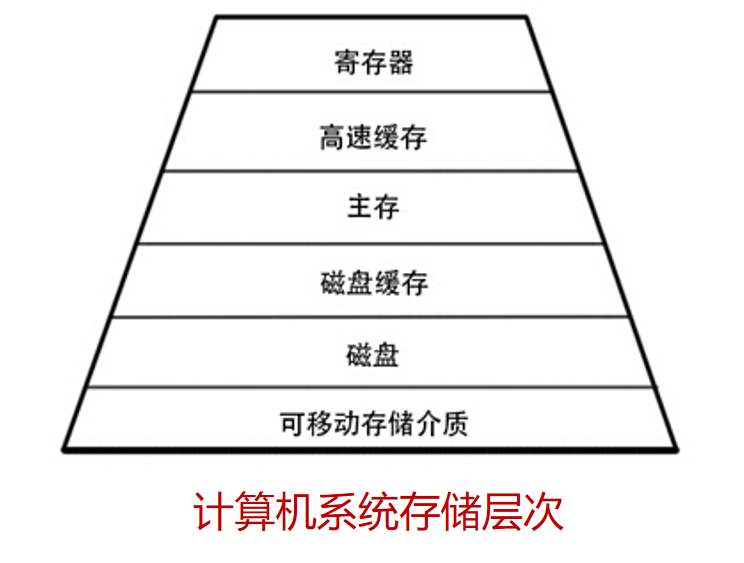 寄存器
高速缓存
主存
磁盘缓存
磁盘
可移动存储介质
计算机系统存储层次